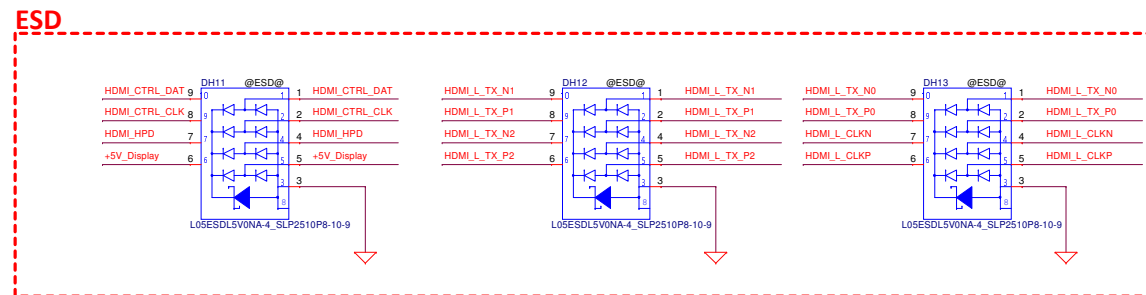 ESD
DH11 @ESD@
HDMI_CTRL_DAT 9 0 1 1 HDMI_CTRL_DAT
HDMI_CTRL_CLK 8 9 2 2 HDMI_CTRL_CLK
HDMI_HPD 7 7 4 4 HDMI_HPD
+5V_Display 6 6 5 5 +5V_Display
3 3
8
L05ESDL5V0NA-4_SLP2510P8-10-9
DH12 @ESD@
HDMI_L_TX_N1 9 0 1 1 HDMI_L_TX_N1
HDMI_L_TX_P1 8 9 2 2 HDMI_L_TX_P1
HDMI_L_TX_N2 7 7 4 4 HDMI_L_TX_N2
HDMI_L_TX_P2 6 6 5 5 HDMI_L_TX_P2
3 3
8
L05ESDL5V0NA-4_SLP2510P8-10-9
DH13 @ESD@
HDMI_L_TX_N0 9 0 1 1 HDMI_L_TX_N0
HDMI_L_TX_P0 8 9 2 2 HDMI_L_TX_P0
HDMI_L_CLKN 7 7 4 4 HDMI_L_CLKN
HDMI_L_CLKP 6 6 5 5 HDMI_L_CLKP
3 3
8
L05ESDL5V0NA-4_SLP2510P8-10-9